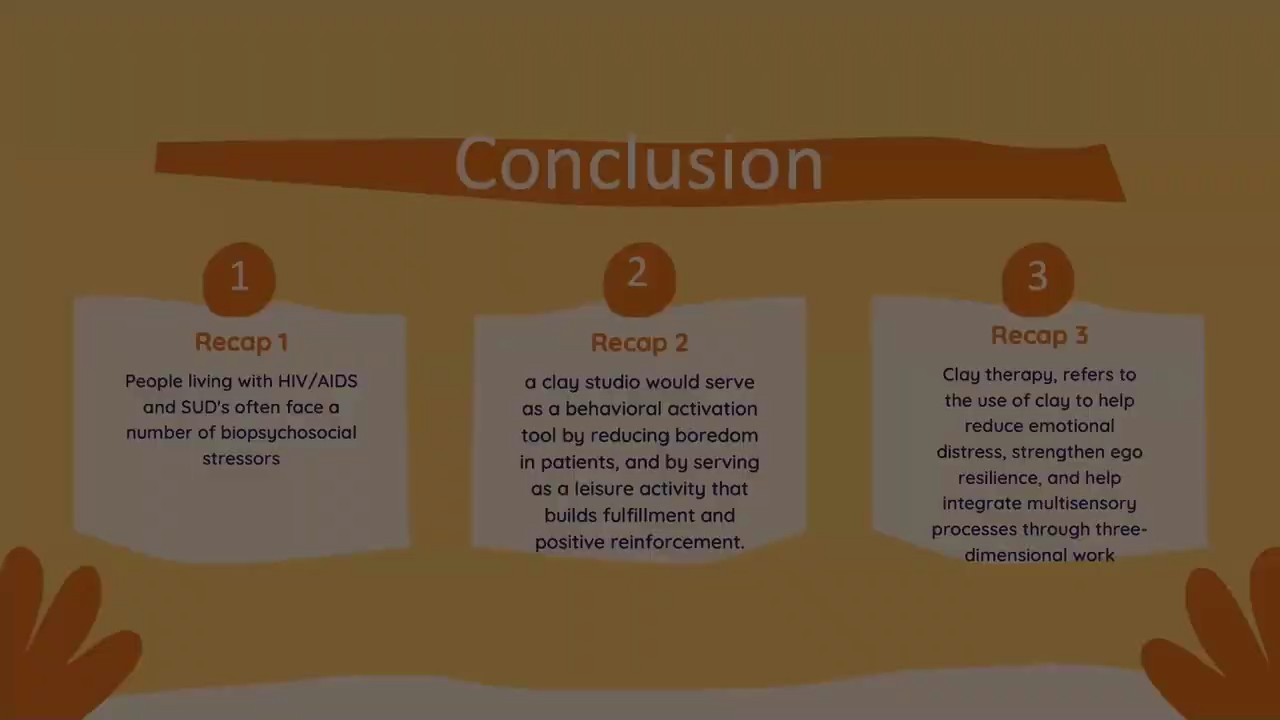 Conclusion
1
Recap 1
People living with HIV/AIDS
and SUD's often face a
number of biopsychosocial
stressors
2
Recap 2
a clay studio would serve
as a behavioral activation
tool by reducing boredom
in patients, and by serving
as a leisure activity that
builds fulfillment and
positive reinforcement.
3
Recap 3
Clay therapy, refers to
the use of clay to help
reduce emotional
distress, strengthen ego
resilience, and help
integrate multisensory
processes through three-
dimensional work